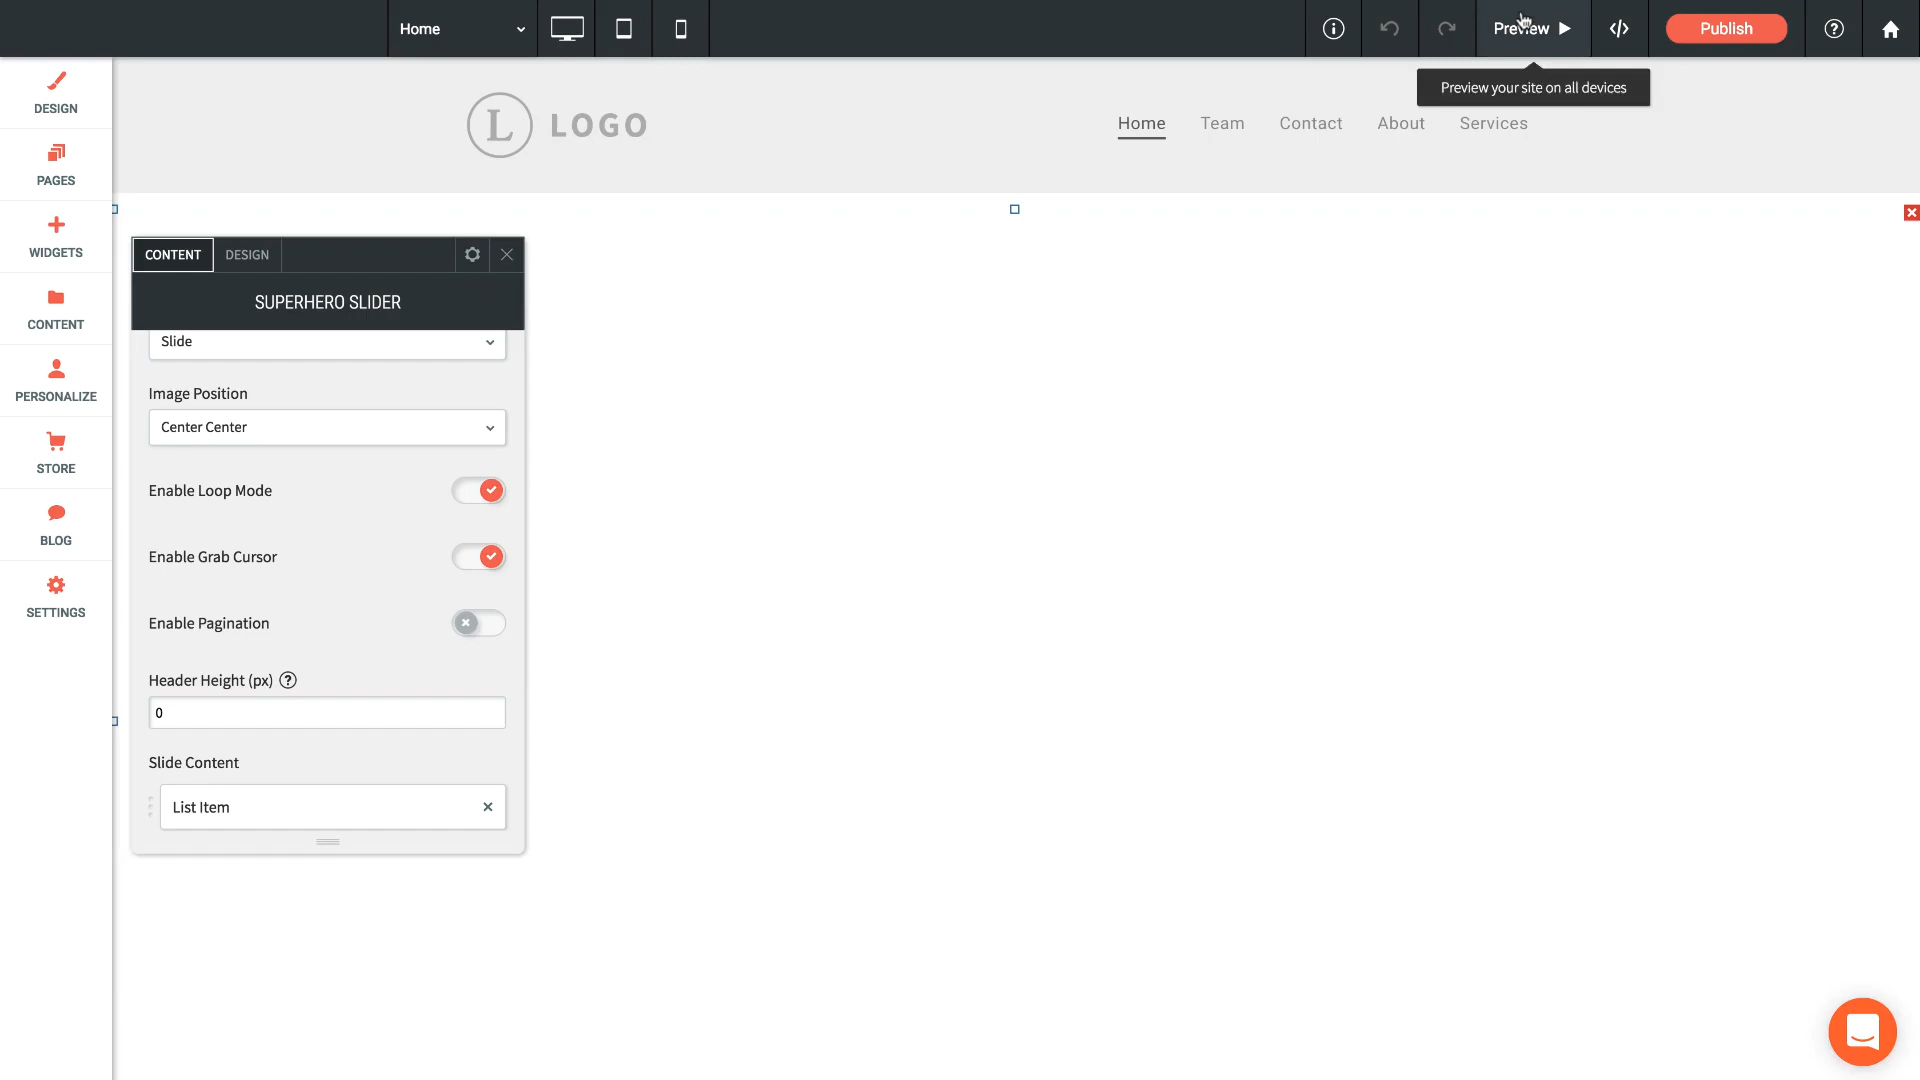 Home
Preview
Publish
Preview your site on all devices
DESIGN
PAGES
WIDGETS
CONTENT
PERSONALIZE
STORE
BLOG
SETTINGS
L LOGO
Home Team Contact About Services
CONTENT DESIGN
SUPERHERO SLIDER
Slide
Image Position
Center Center
Enable Loop Mode
Enable Grab Cursor
Enable Pagination
Header Height (px) ?
0
Slide Content
List Item